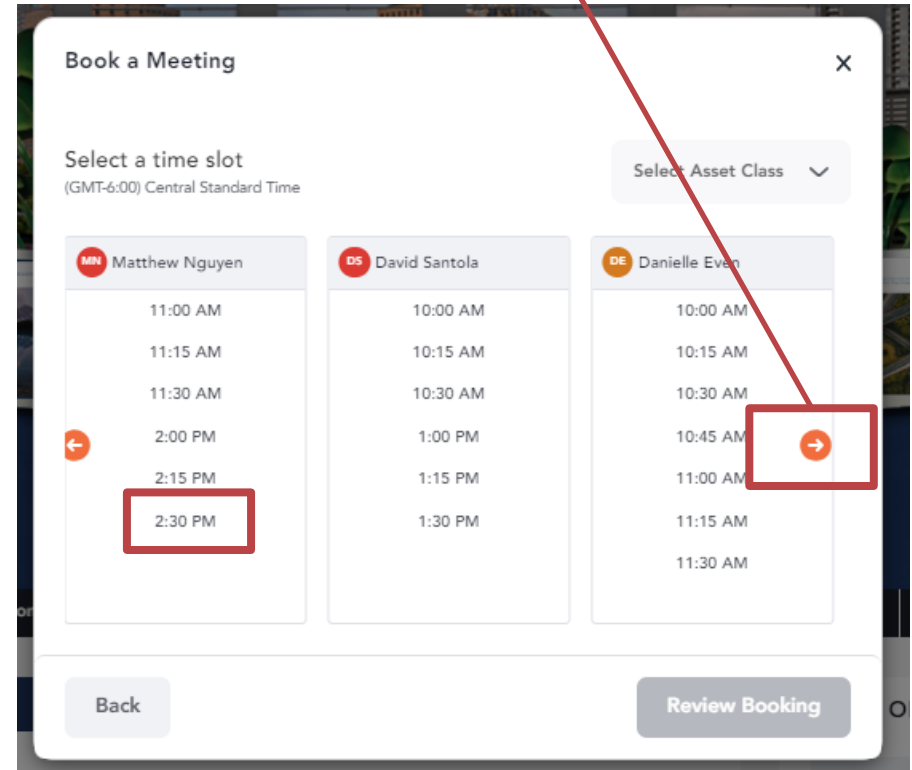 Book a Meeting
Select a time slot
(GMT-6:00) Central Standard Time
Select Asset Class
MN Matthew Nguyen
11:00 AM
11:15 AM
11:30 AM
2:00 PM
2:15 PM
2:30 PM
DS David Santola
10:00 AM
10:15 AM
10:30 AM
1:00 PM
1:15 PM
1:30 PM
DE Danielle Even
10:00 AM
10:15 AM
10:30 AM
10:45 AM
11:00 AM
11:15 AM
11:30 AM
Back
Review Booking